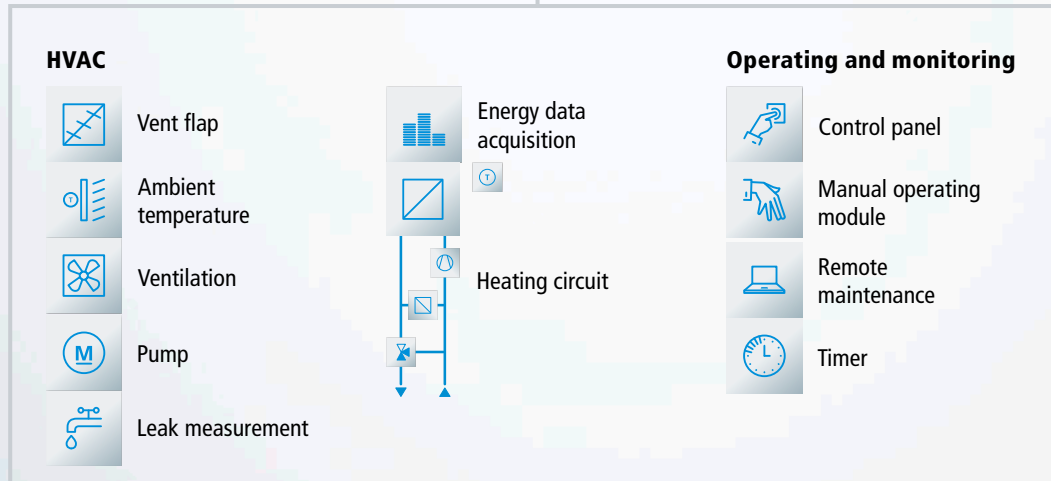 HVAC
Vent flap
Ambient
temperature
T
Ventilation
M
Pump
Leak measurement
Energy data
acquisition
T
Heating circuit
Operating and monitoring
Control panel
Manual operating
module
Remote
maintenance
Timer